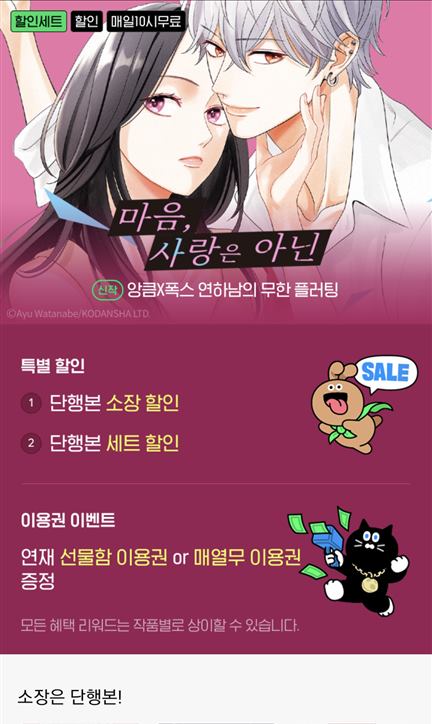 할인세트 할인 매일10시무료
마음,
사랑은 아닌
신작 앙큼X폭스 연하남의 무한 플러팅
©Ayu Watanabe/KODANSHA LTD.
특별 할인
SALE
1 단행본 소장 할인
2 단행본 세트 할인
이용권 이벤트
연재 선물함 이용권 or 매열무 이용권
증정
모든 혜택 리워드는 작품별로 상이할 수 있습니다.
소장은 단행본!